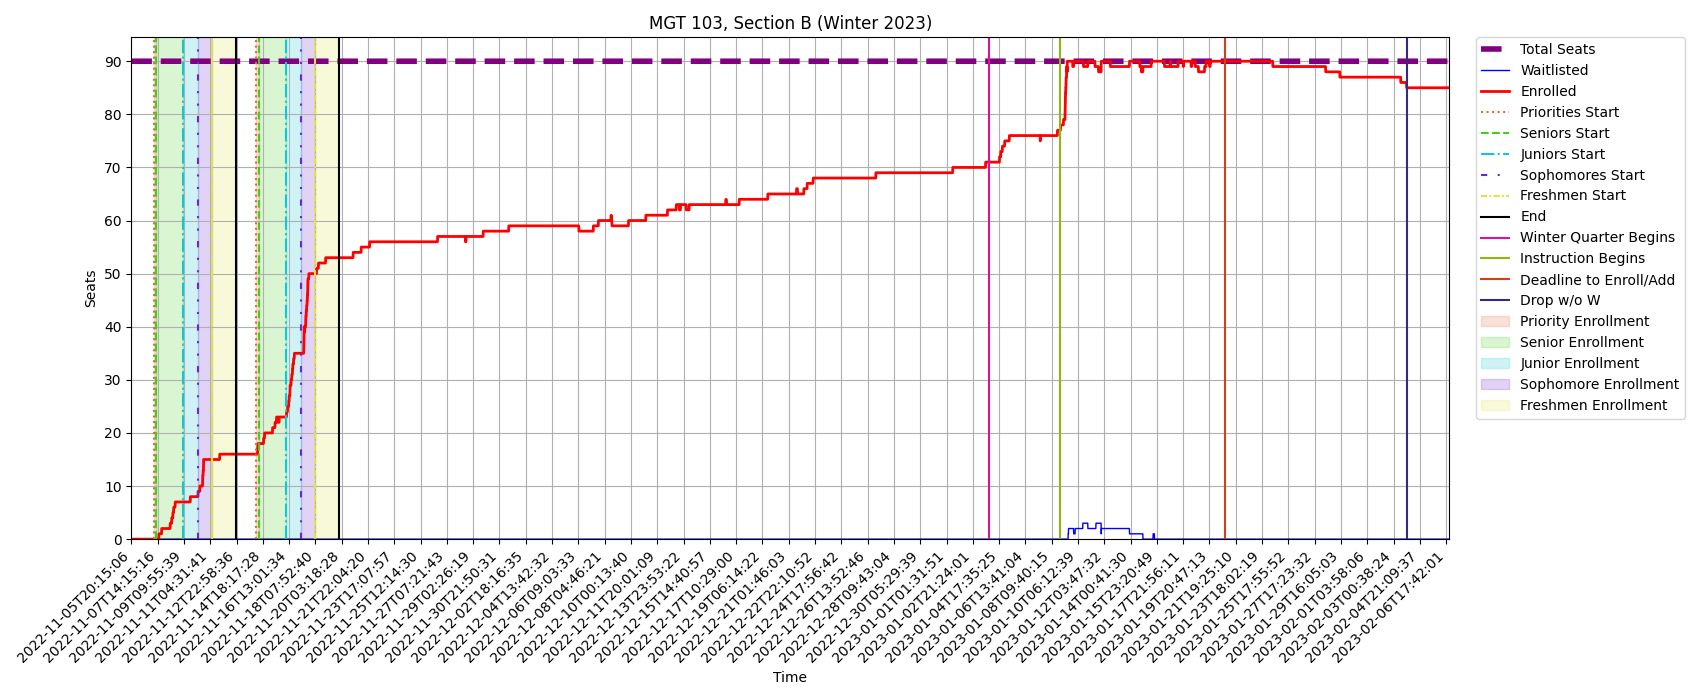 MGT 103, Section B (Winter 2023)
Seats
90
80
70
60
50
40
30
20
10
0
2022-11-05T20:15:06
2022-11-07T14:15:16
2022-11-09T09:55:39
2022-11-11T04:31:41
2022-11-12T22:58:36
2022-11-14T18:17:28
2022-11-16T13:01:34
2022-11-18T07:52:40
2022-11-20T03:18:28
2022-11-21T22:04:20
2022-11-23T17:07:57
2022-11-25T12:14:30
2022-11-27T07:21:43
2022-11-29T02:26:19
2022-11-30T21:50:31
2022-12-02T18:16:35
2022-12-04T13:42:32
2022-12-06T09:03:33
2022-12-08T04:46:21
2022-12-10T00:13:40
2022-12-11T20:01:09
2022-12-13T23:53:22
2022-12-15T14:40:57
2022-12-17T10:29:00
2022-12-19T06:14:22
2022-12-21T01:46:03
2022-12-22T22:10:52
2022-12-24T17:56:42
2022-12-26T13:52:46
2022-12-28T09:43:04
2022-12-30T05:29:39
2023-01-01T01:31:51
2023-01-02T21:24:01
2023-01-04T17:35:25
2023-01-06T13:41:04
2023-01-08T09:40:15
2023-01-10T06:12:39
2023-01-12T03:47:32
2023-01-14T00:41:30
2023-01-15T23:20:49
2023-01-17T21:56:11
2023-01-19T20:47:13
2023-01-21T19:25:10
2023-01-23T18:02:19
2023-01-25T17:55:52
2023-01-27T17:23:32
2023-01-29T16:05:03
2023-02-01T03:58:06
2023-02-03T00:38:24
2023-02-04T21:09:37
2023-02-06T17:42:01
Time
Total Seats
Waitlisted
Enrolled
Priorities Start
Seniors Start
Juniors Start
Sophomores Start
Freshmen Start
End
Winter Quarter Begins
Instruction Begins
Deadline to Enroll/Add
Drop w/o W
Priority Enrollment
Senior Enrollment
Junior Enrollment
Sophomore Enrollment
Freshmen Enrollment